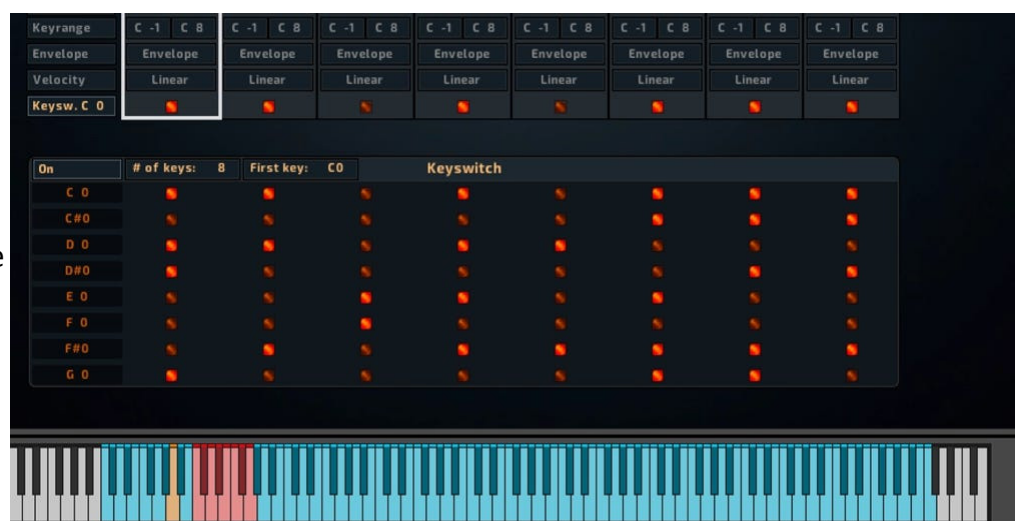 Keyrange C -1 C 8 C -1 C 8 C -1 C 8 C -1 C 8 C -1 C 8 C -1 C 8 C -1 C 8 C -1 C 8
Envelope Envelope Envelope Envelope Envelope Envelope Envelope Envelope Envelope
Velocity Linear Linear Linear Linear Linear Linear Linear Linear
Keysw. C 0
On # of keys: 8 First key: C0 Keyswitch
C 0
C#0
D 0
e
D#0
E 0
F 0
F#0
G 0